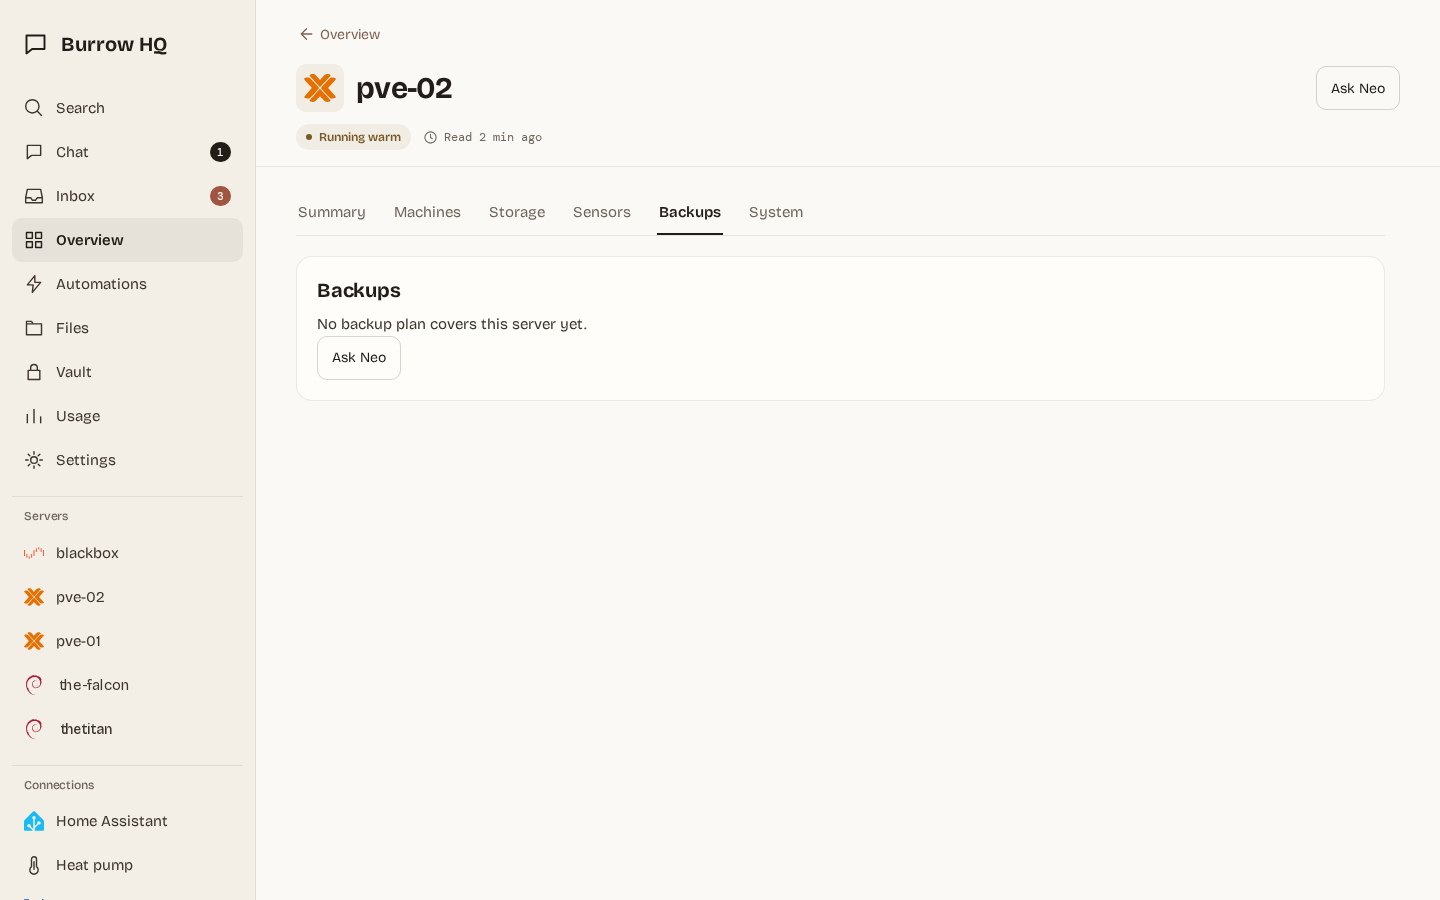 Burrow HQ
Search
Chat 1
Inbox 3
Overview
Automations
Files
Vault
Usage
Settings
Servers
blackbox
pve-02
pve-01
the-falcon
thetitan
Connections
Home Assistant
Heat pump
Overview
pve-02
Ask Neo
Running warm Read 2 min ago
Summary Machines Storage Sensors Backups System
Backups
No backup plan covers this server yet.
Ask Neo